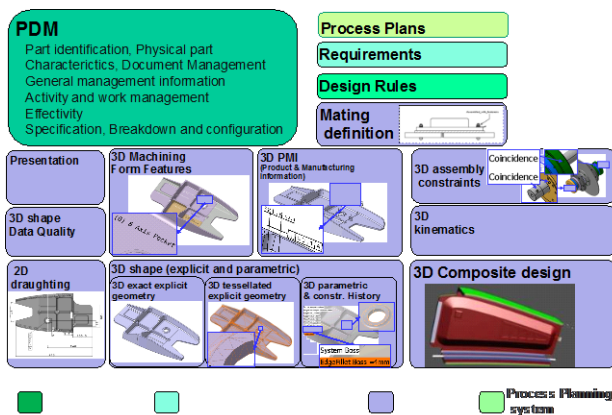 PDM
Part identification, Physical part
Characterictics, Document Management
General management information
Activity and work management
Effectivity
Specification, Breakdown and configuration
Process Plans
Requirements
Design Rules
Mating
definition
Presentation
3D Machining
Form Features
3D PMI
(Product & Manufacturing
information)
3D assembly
constraints
Coincidence
Coincidence
3D shape
Data Quality
3D
kinematics
2D
draughting
3D shape (explicit and parametric)
3D exact explicit
geometry
3D tessellated
explicit geometry
3D parametric
& constr. History
System Boss
EdgeFillet
3D Composite design
Process Planning
system